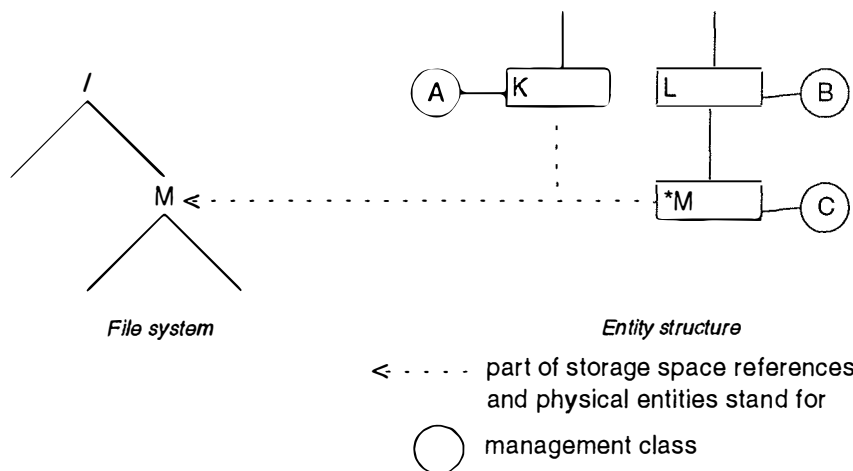 /
A K L B
M *M C
File system Entity structure
part of storage space references
and physical entities stand for
management class